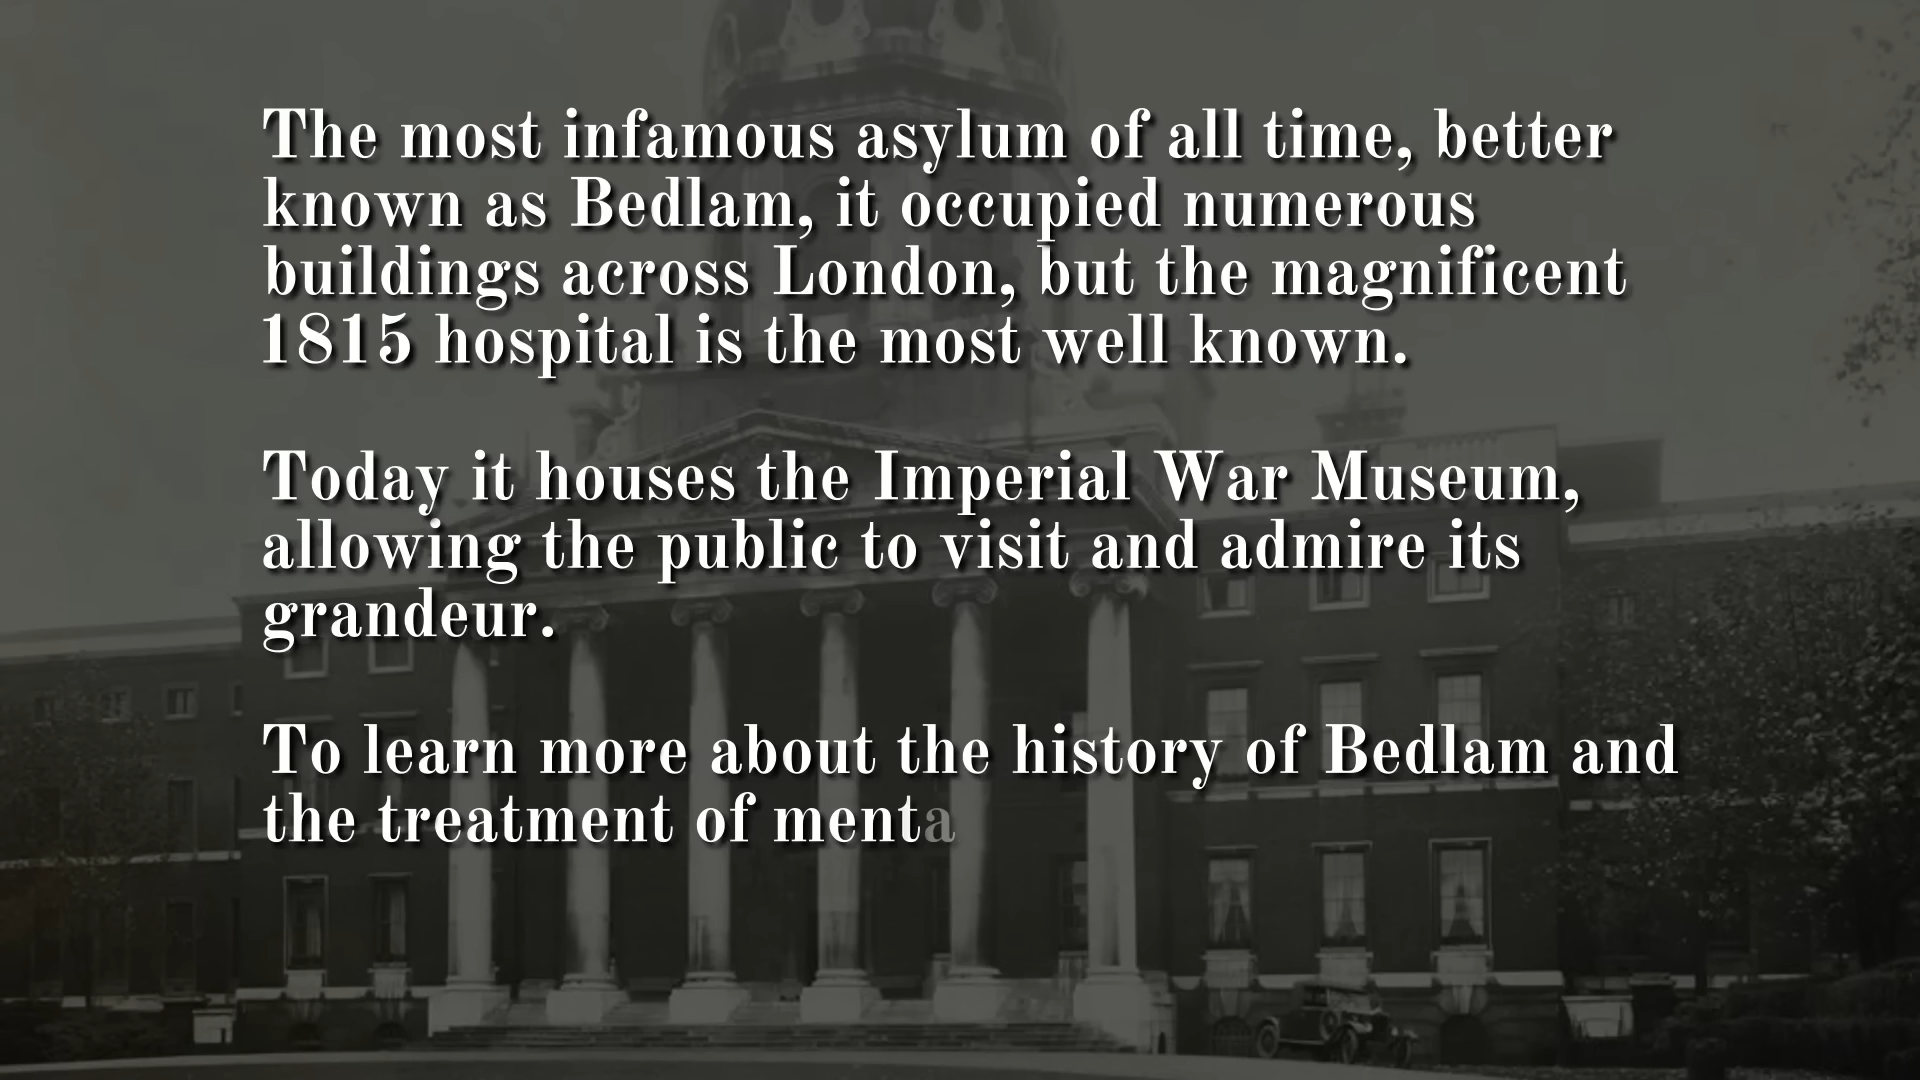 The most infamous asylum of all time, better
known as Bedlam, it occupied numerous
buildings across London, but the magnificent
1815 hospital is the most well known.
Today it houses the Imperial War Museum,
allowing the public to visit and admire its
grandeur.
To learn more about the history of Bedlam and
the treatment of menta